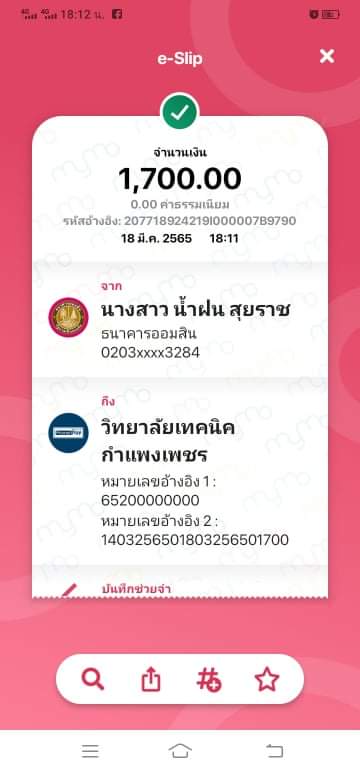 4G 4G 18:12 น.
e-Slip
จำนวนเงิน
1,700.00
0.00 ค่าธรรมเนียม
รหัสอ้างอิง: 207718924219I000007B9790
18 มี.ค. 2565 18:11
จาก
นางสาว น้ำฝน สุยราช
ธนาคารออมสิน
0203xxxx3284
ถึง
วิทยาลัยเทคนิค
กำแพงเพชร
หมายเลขอ้างอิง 1 :
65200000000
หมายเลขอ้างอิง 2 :
1403256501803256501700
บันทึกช่วยจำ